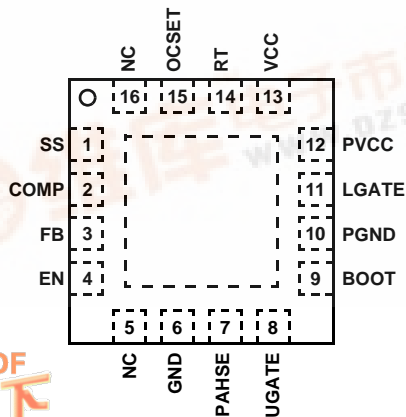 NC OCSET RT VCC
16 15 14 13
SS 1 12 PVCC
COMP 2 11 LGATE
FB 3 10 PGND
EN 4 9 BOOT
5 6 7 8
NC GND PAHSE UGATE